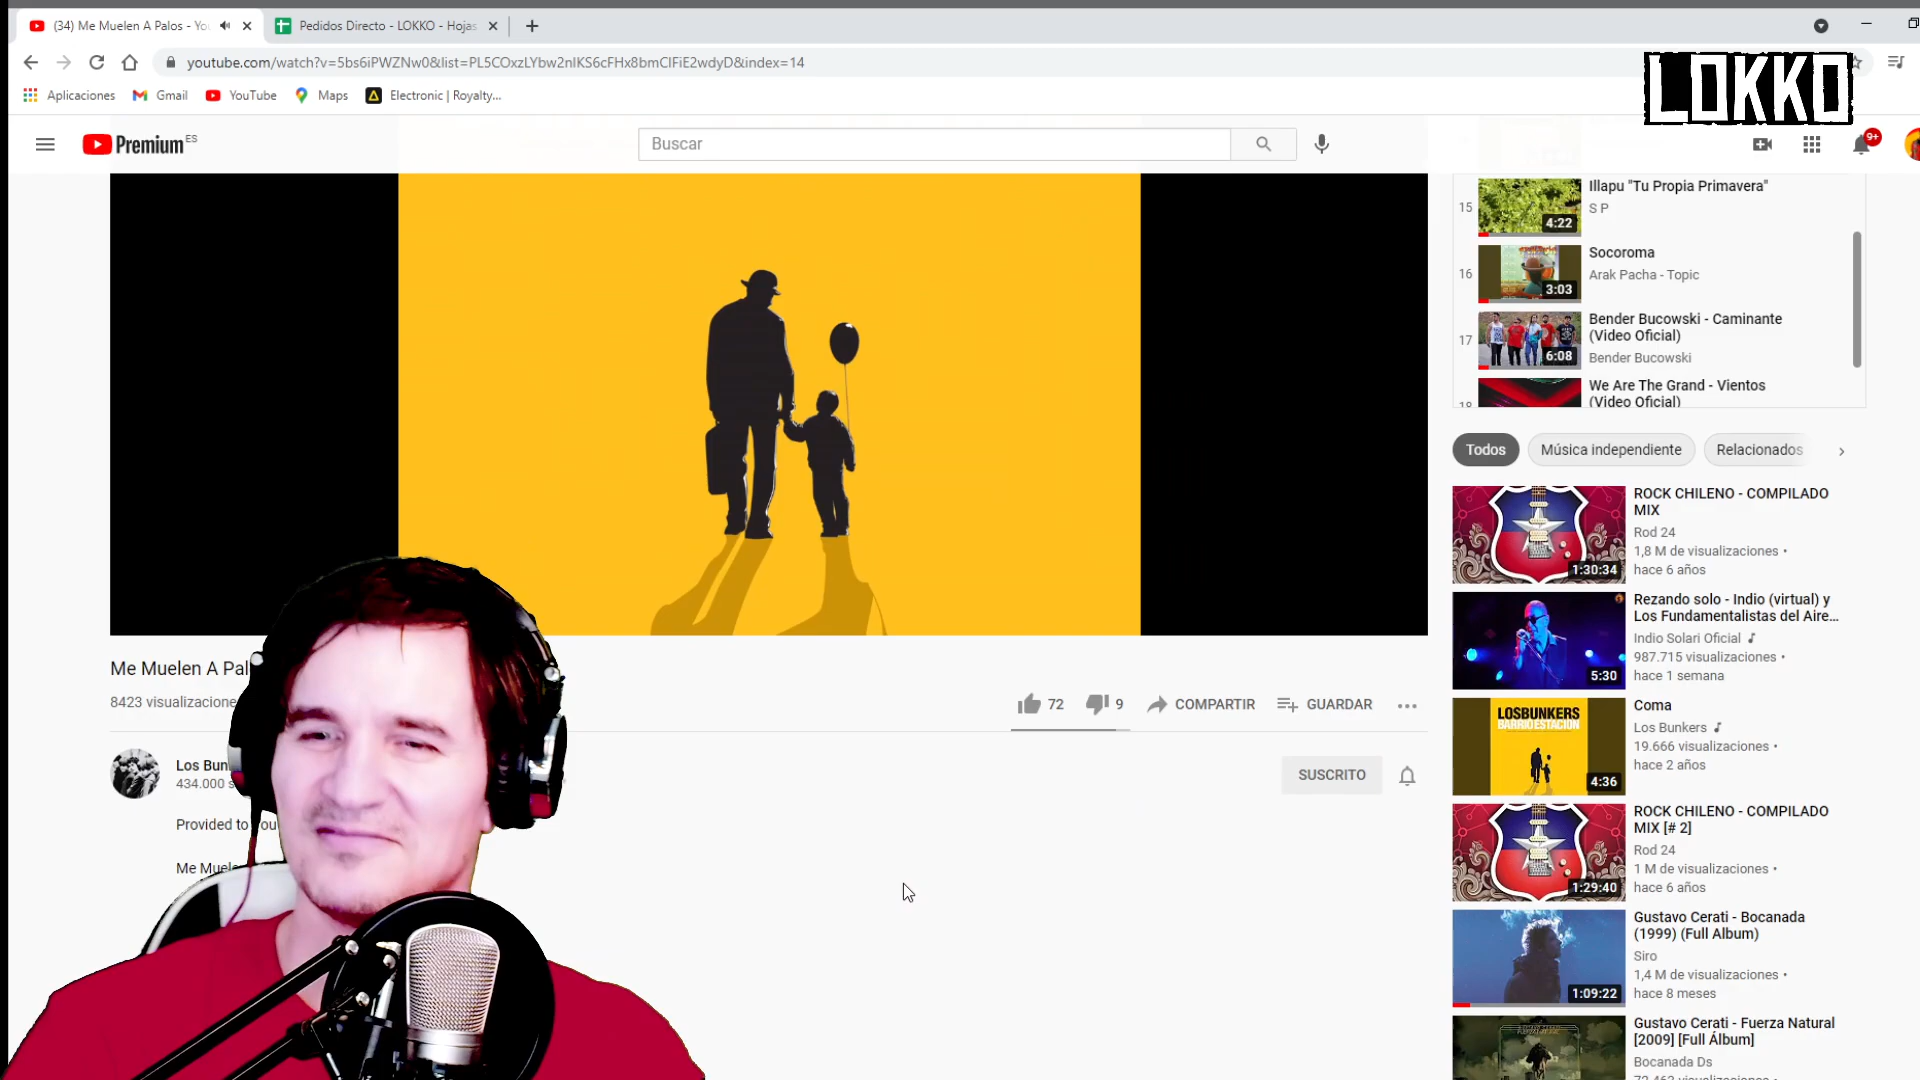 (34) Me Muelen A Palos - Yo
Pedidos Directo - LOKKO - Hojas
youtube.com/watch?v=5bs6iPWZNw0&list=PL5COxzLYbw2nIKS6cFHx8bmClFiE2wdyD&index=14
LOKKO
Aplicaciones
Gmail
YouTube
Maps
Electronic | Royalty...
Premium ES
Buscar
9+
Illapu "Tu Propia Primavera"
S P
15
4:22
Socoroma
Arak Pacha - Topic
16
3:03
Bender Bucowski - Caminante
(Video Oficial)
Bender Bucowski
17
6:08
We Are The Grand - Vientos
(Video Oficial)
18
Todos
Música independiente
Relacionados
ROCK CHILENO - COMPILADO
MIX
Rod 24
1,8 M de visualizaciones •
hace 6 años
1:30:34
Rezando solo - Indio (virtual) y
Los Fundamentalistas del Aire...
Indio Solari Oficial
987.715 visualizaciones •
hace 1 semana
5:30
Me Muelen A Pal
8423 visualizacione
72
9
COMPARTIR
GUARDAR
LOSBUNKERS
BARRIOESTACIÓN
Coma
Los Bunkers
19.666 visualizaciones •
hace 2 años
4:36
Los Bun
434.000 s
SUSCRITO
Provided to You
Me Muele
ROCK CHILENO - COMPILADO
MIX [# 2]
Rod 24
1 M de visualizaciones •
hace 6 años
1:29:40
Gustavo Cerati - Bocanada
(1999) (Full Album)
Siro
1,4 M de visualizaciones •
hace 8 meses
1:09:22
Gustavo Cerati - Fuerza Natural
[2009] [Full Álbum]
Bocanada Ds